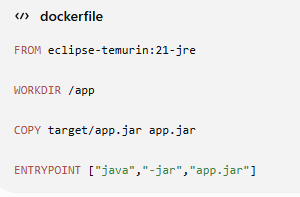 dockerfile
FROM eclipse-temurin:21-jre
WORKDIR /app
COPY target/app.jar app.jar
ENTRYPOINT ["java","-jar","app.jar"]